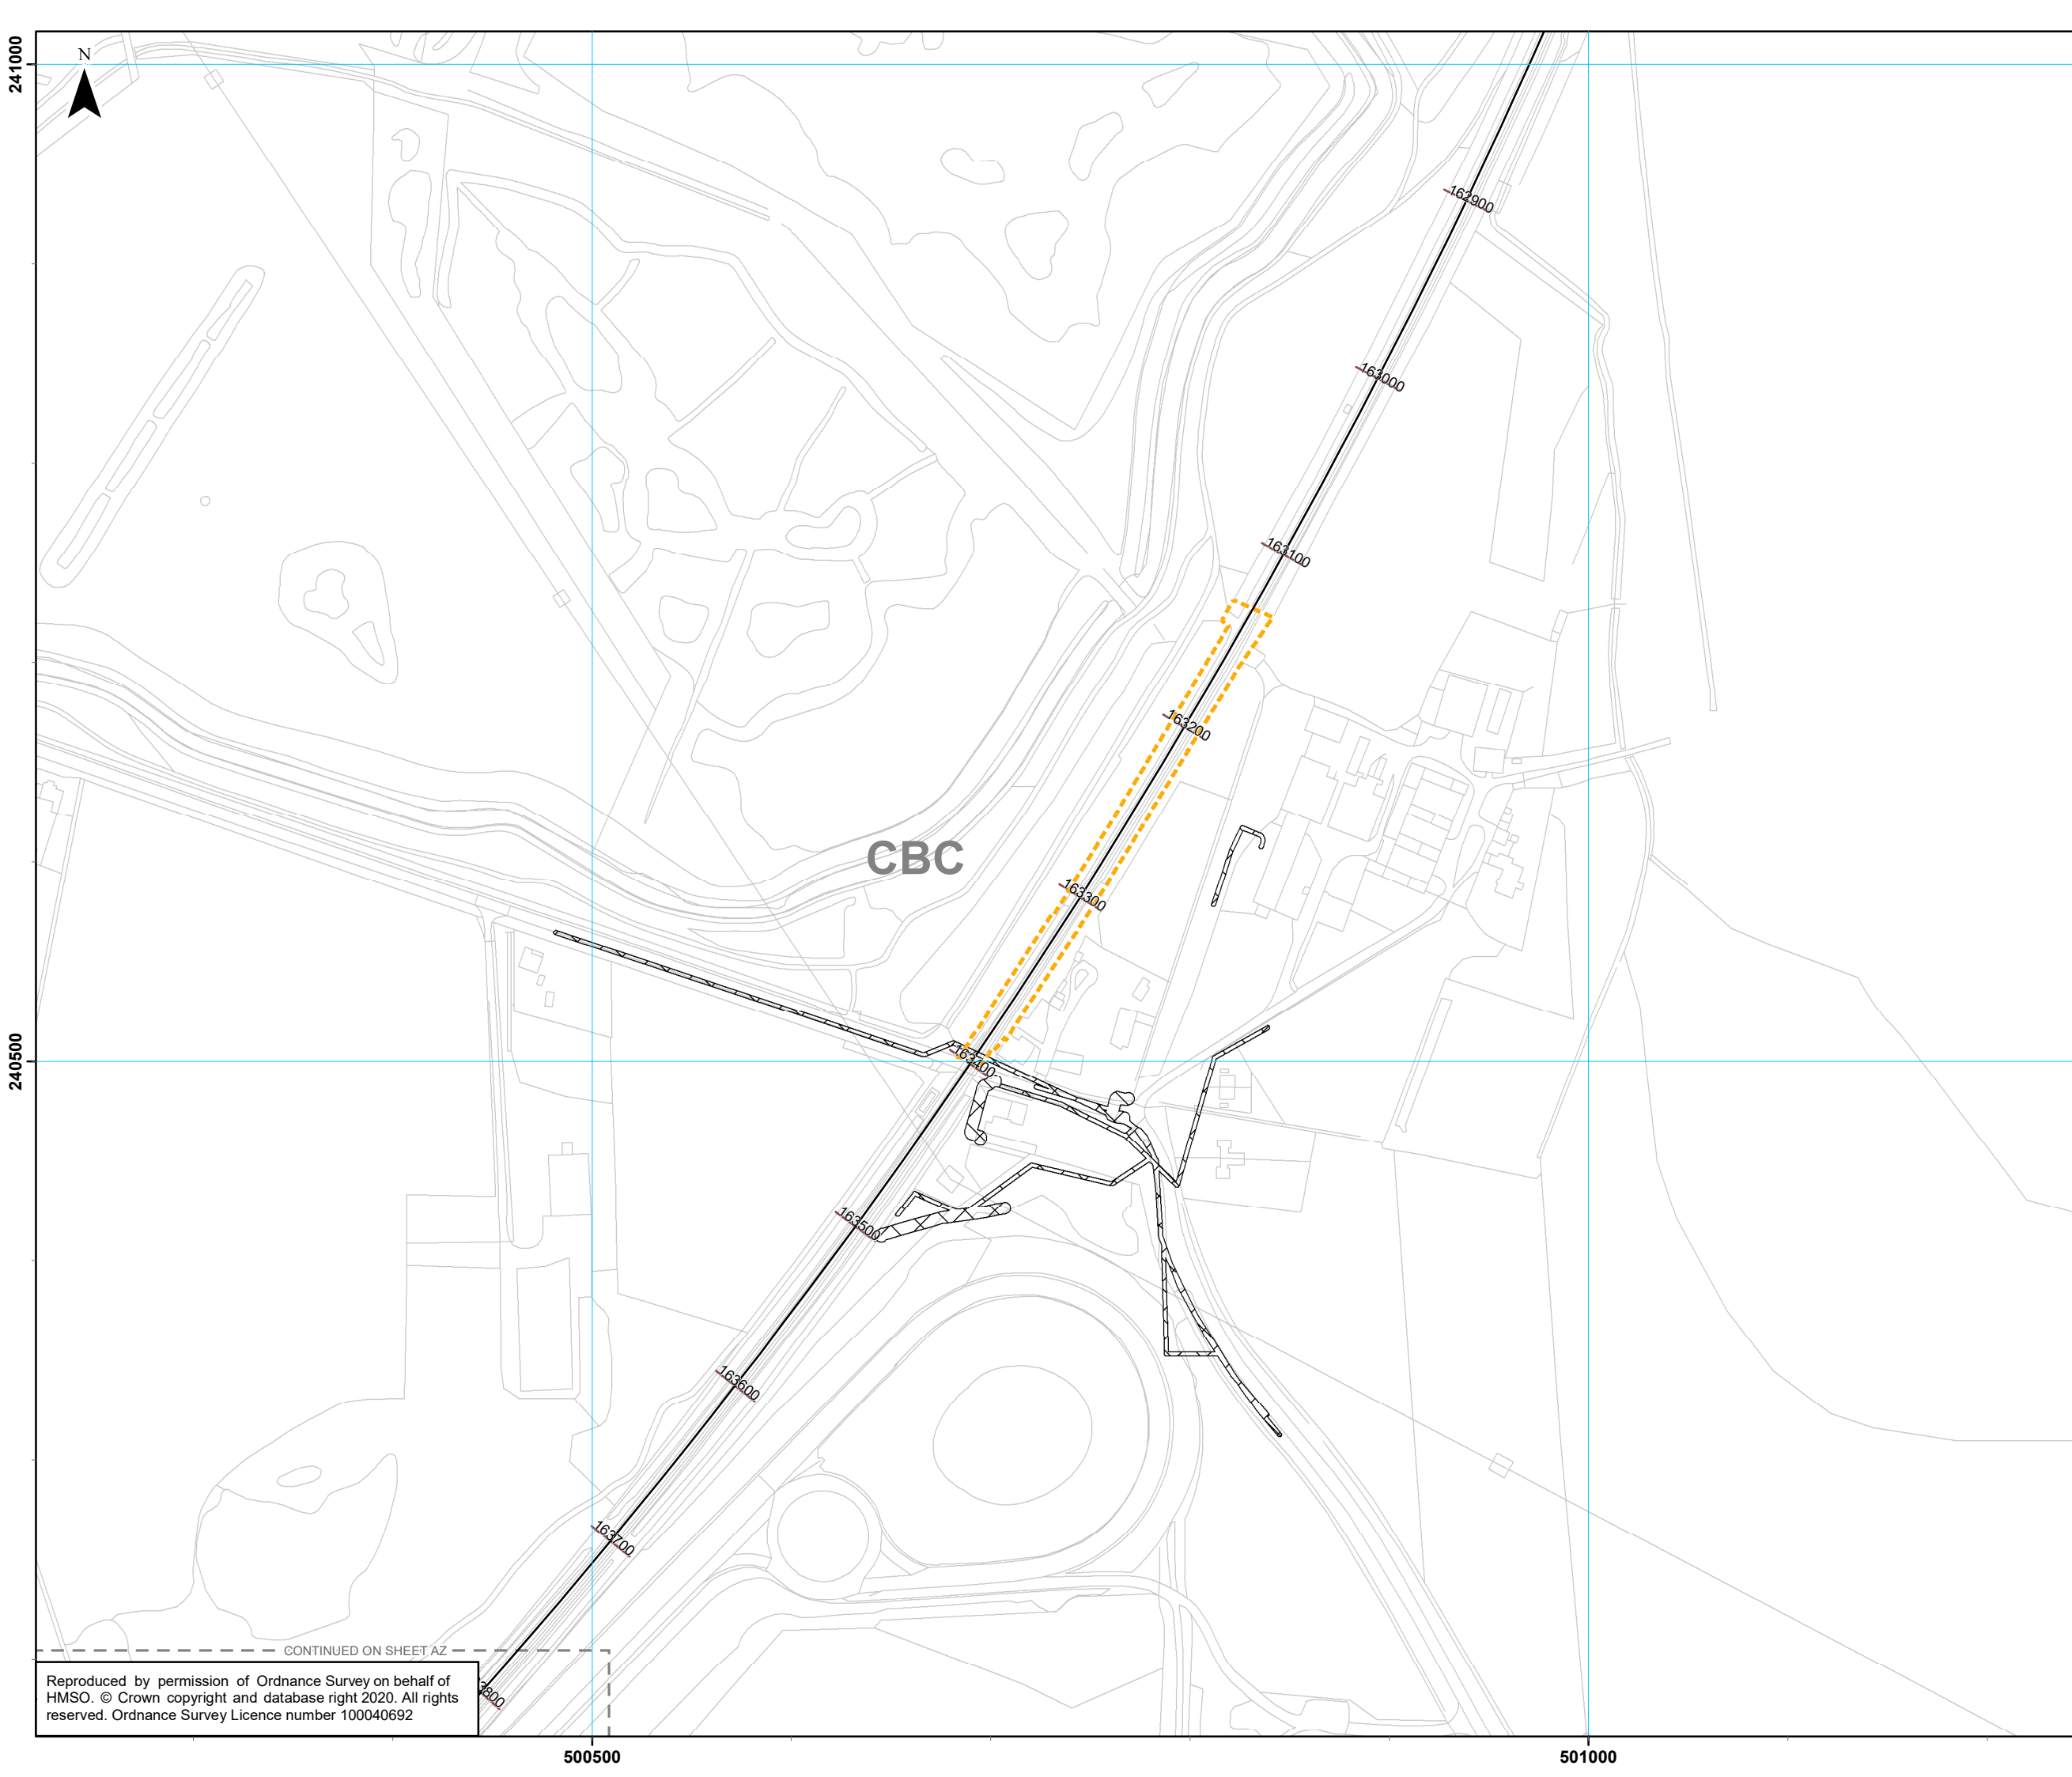 241000
N
162900
163000
163100
163200
CBC
163300
240500
163400
163500
163600
163700
CONTINUED ON SHEET AZ
Reproduced by permission of Ordnance Survey on behalf of
HMSO. © Crown copyright and database right 2020. All rights
reserved. Ordnance Survey Licence number 100040692
3800
500500
501000